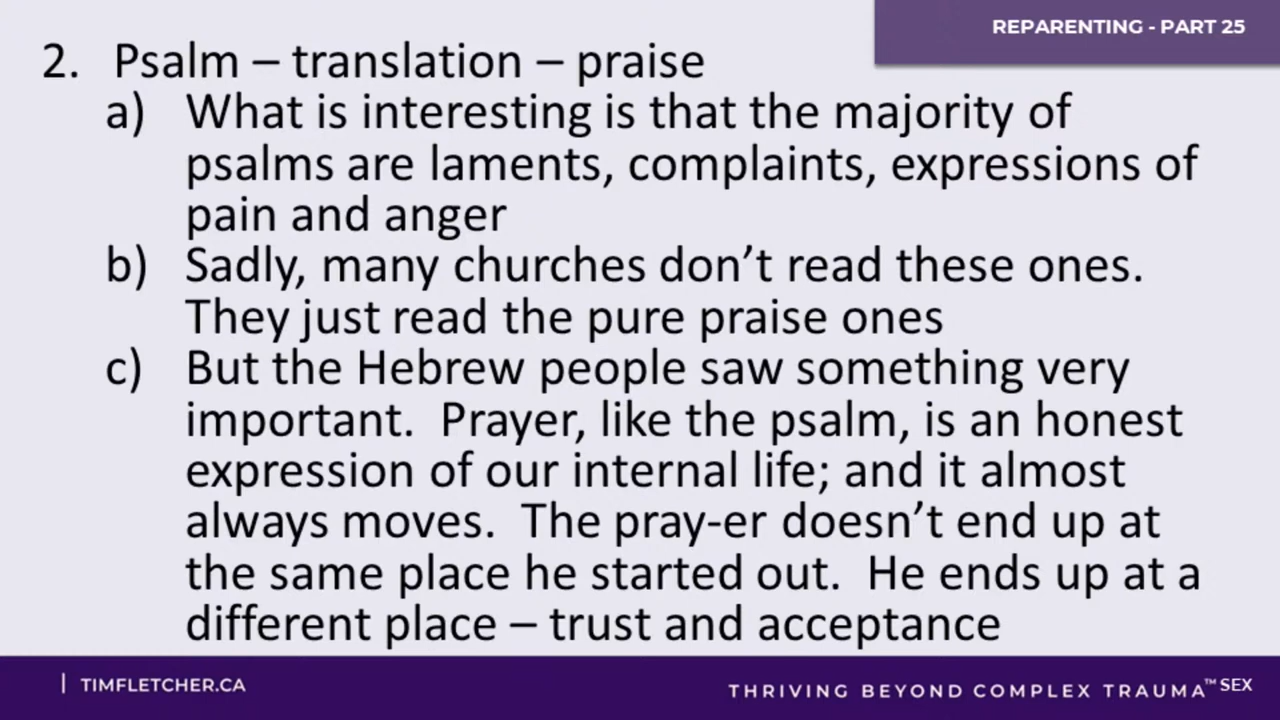 REPARENTING - PART 25
2. Psalm – translation – praise
a) What is interesting is that the majority of
psalms are laments, complaints, expressions of
pain and anger
b) Sadly, many churches don’t read these ones.
They just read the pure praise ones
c) But the Hebrew people saw something very
important.  Prayer, like the psalm, is an honest
expression of our internal life; and it almost
always moves.  The pray-er doesn’t end up at
the same place he started out.  He ends up at a
different place – trust and acceptance
| TIMFLETCHER.CA
THRIVING BEYOND COMPLEX TRAUMA™ SEX